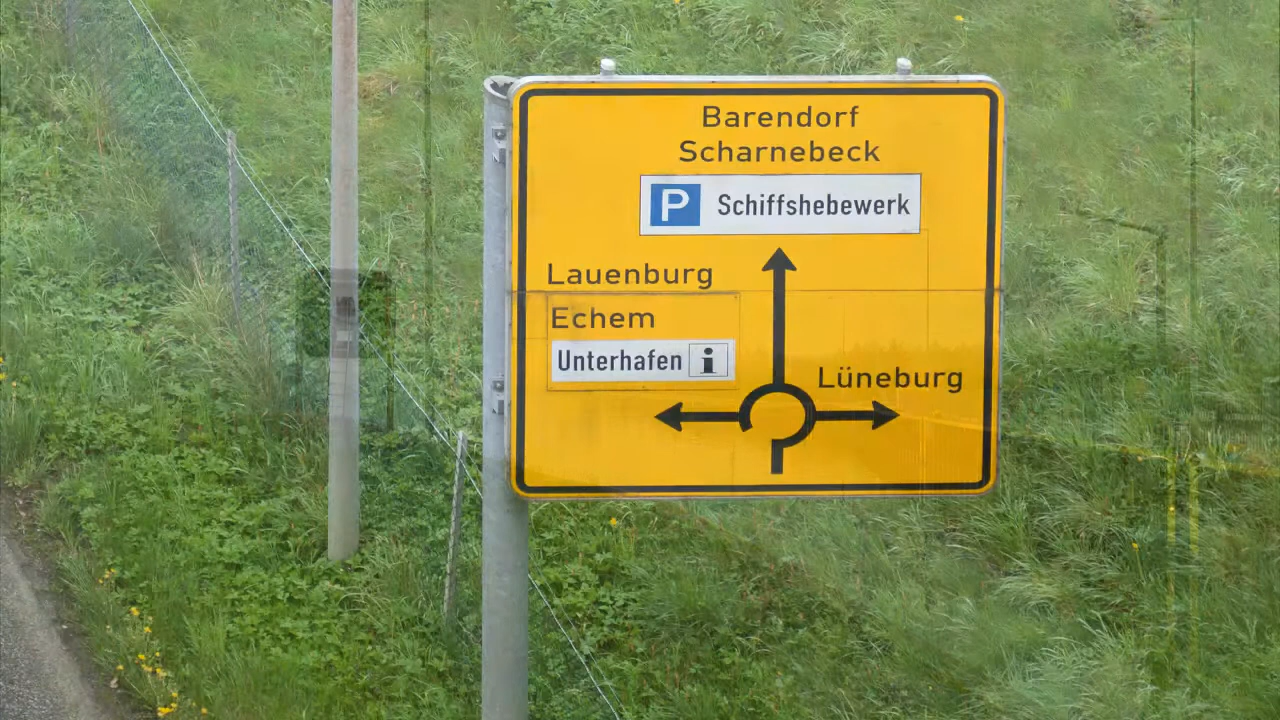 Barendorf
Scharnebeck
P Schiffshebewerk
Lauenburg
Echem
Unterhafen i
Lüneburg